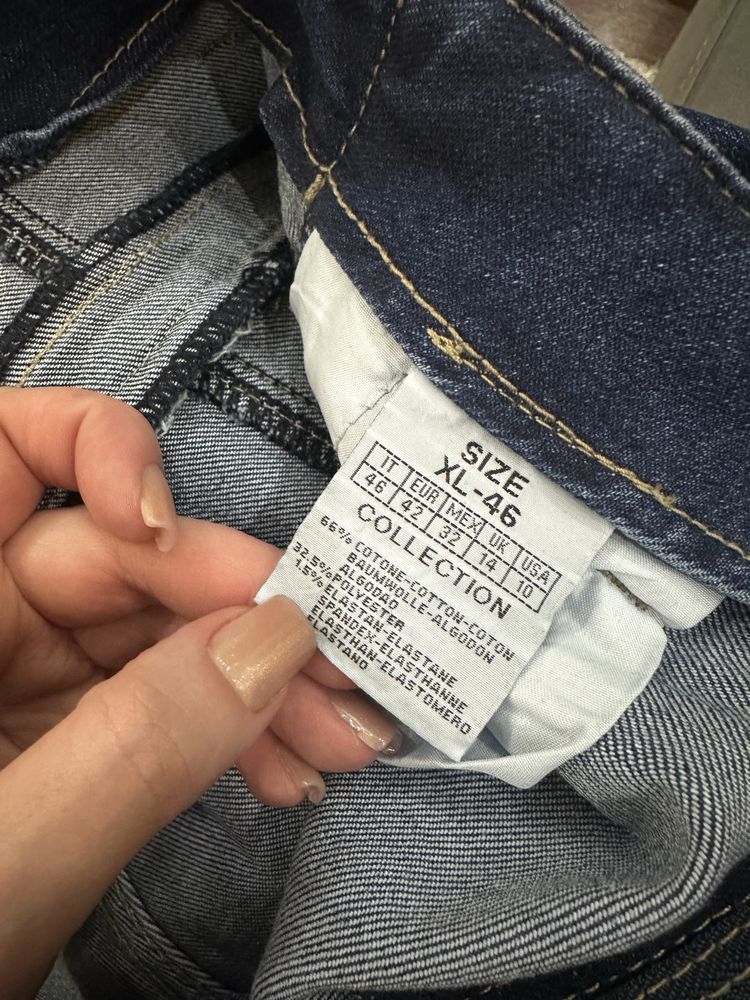 SIZE
XL-46
IT EUR MEX UK USA
46 42 32 14 10
COLLECTION
66% COTONE-COTTON-COTON
BAUMWOLLE-ALGODON
ALGODAO
32.5%POLYESTER
1.5% ELASTAN-ELASTANE
SPANDEX-ELASTHANNE
ELASTHAN-ELASTOMERO